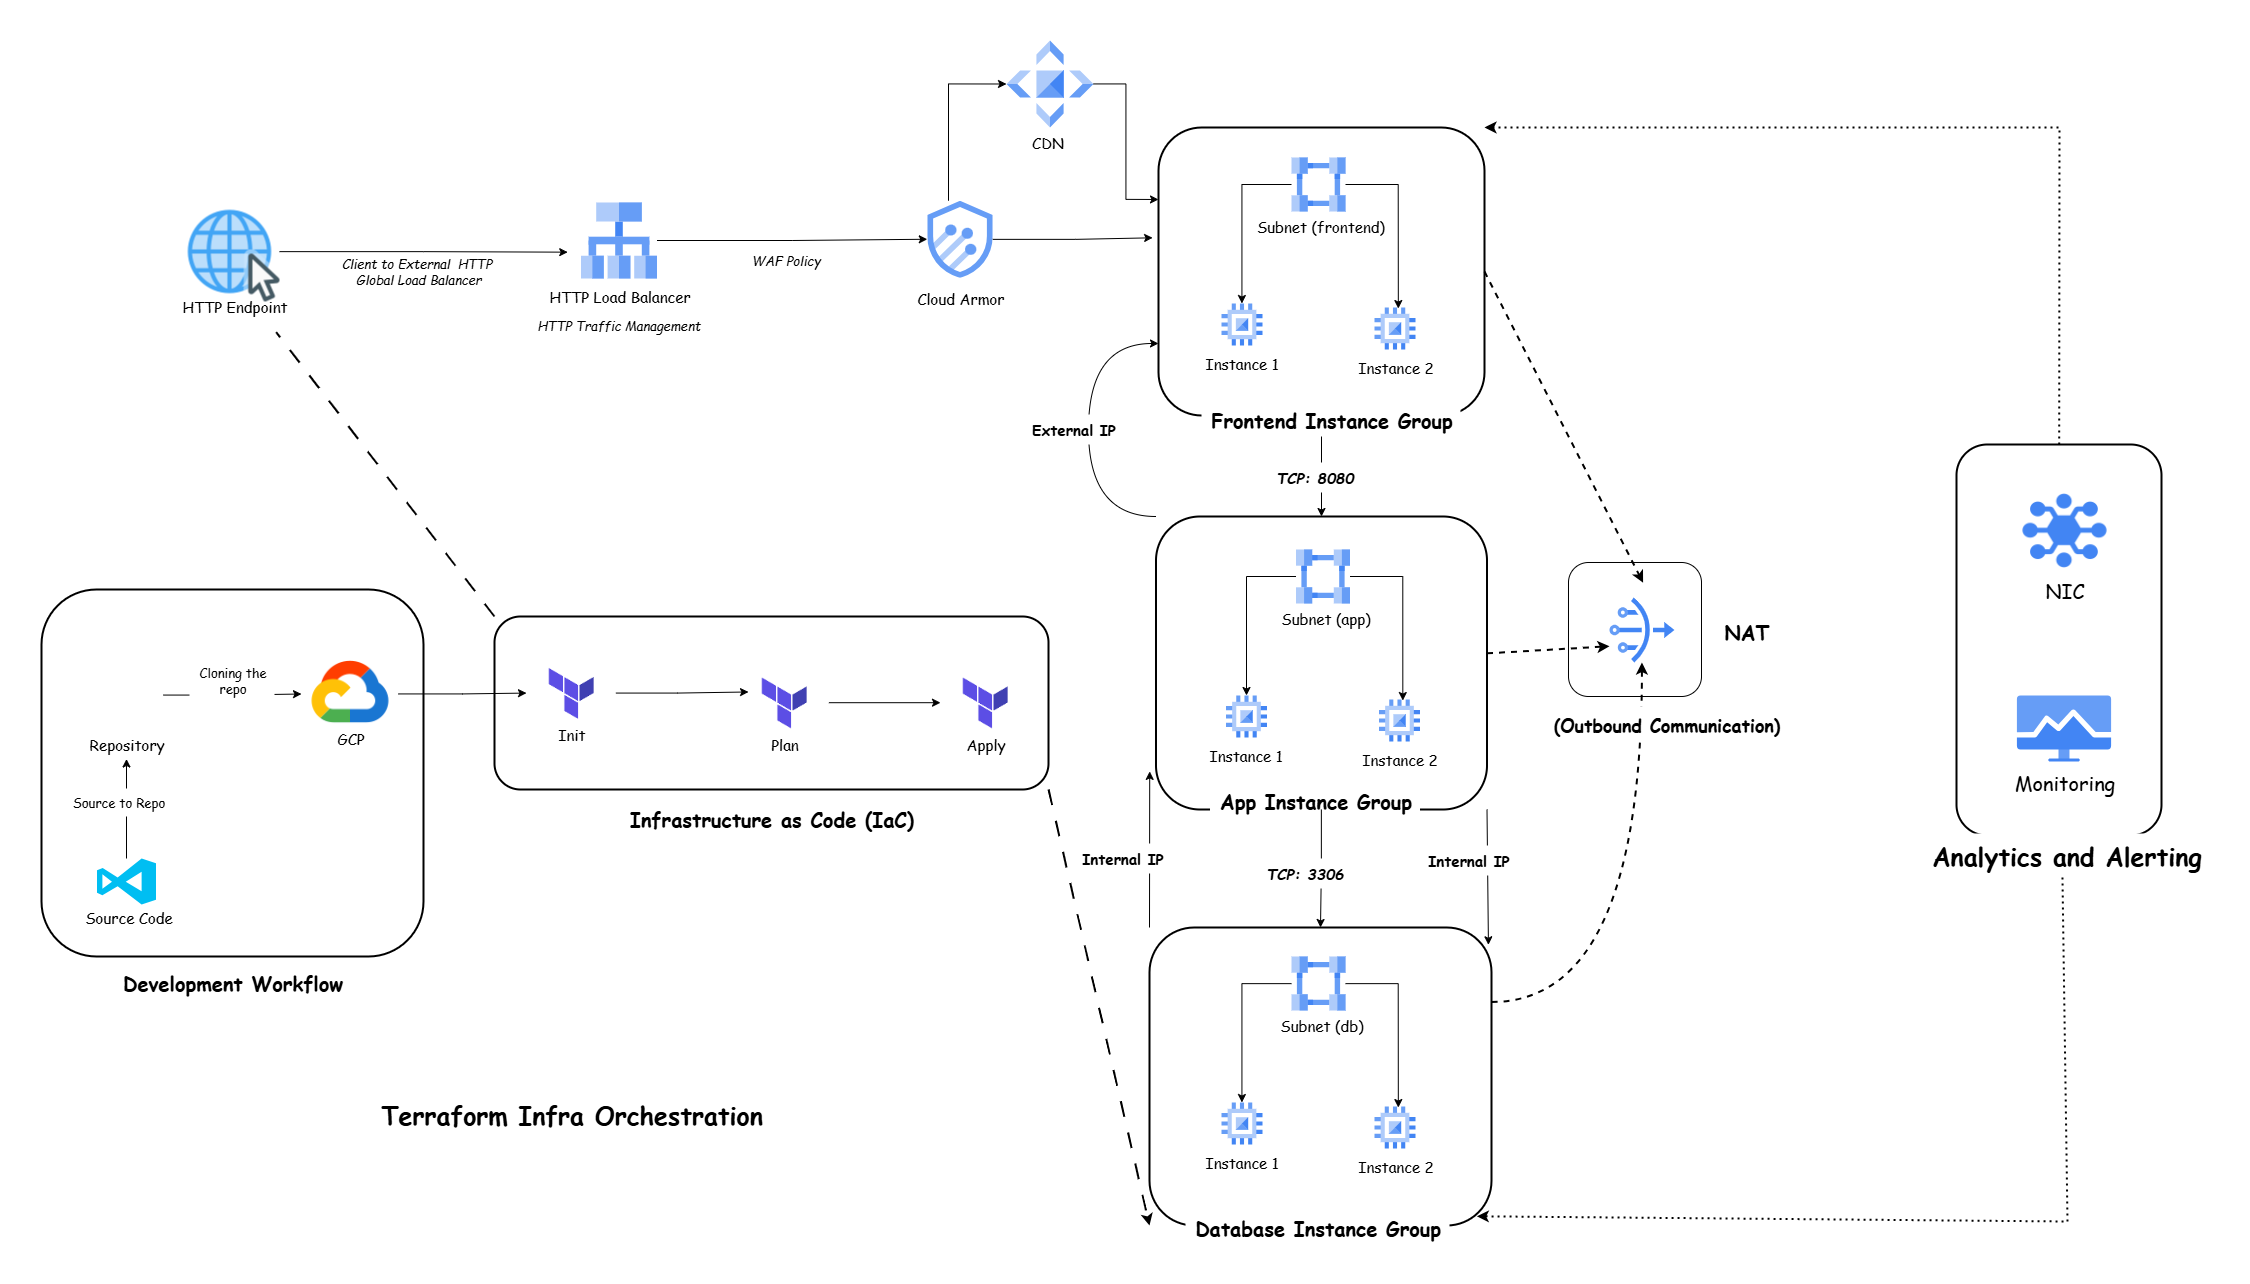 CDN
HTTP Endpoint
Client to External HTTP
Global Load Balancer
HTTP Load Balancer
HTTP Traffic Management
WAF Policy
Cloud Armor
Subnet (frontend)
Instance 1
Instance 2
Frontend Instance Group
External IP
TCP: 8080
Subnet (app)
Instance 1
Instance 2
App Instance Group
NAT
(Outbound Communication)
NIC
Monitoring
Analytics and Alerting
Cloning the
repo
Repository
GCP
Source to Repo
Source Code
Development Workflow
Init
Plan
Apply
Infrastructure as Code (IaC)
Internal IP
TCP: 3306
Internal IP
Subnet (db)
Instance 1
Instance 2
Database Instance Group
Terraform Infra Orchestration